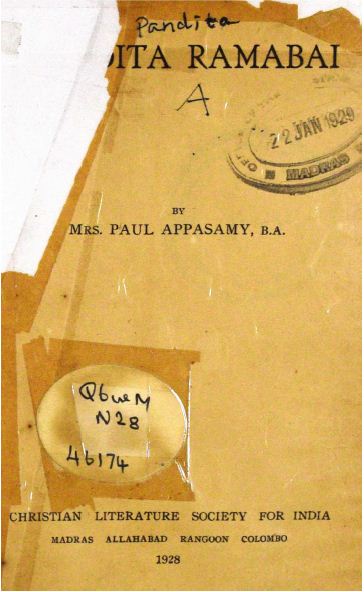 Pandita
DITA RAMABAI
A
22 JAN 1929
MADRAS
BY
MRS. PAUL APPASAMY, B.A.
N28
46174
CHRISTIAN LITERATURE SOCIETY FOR INDIA
MADRAS ALLAHABAD RANGOON COLOMBO
1928